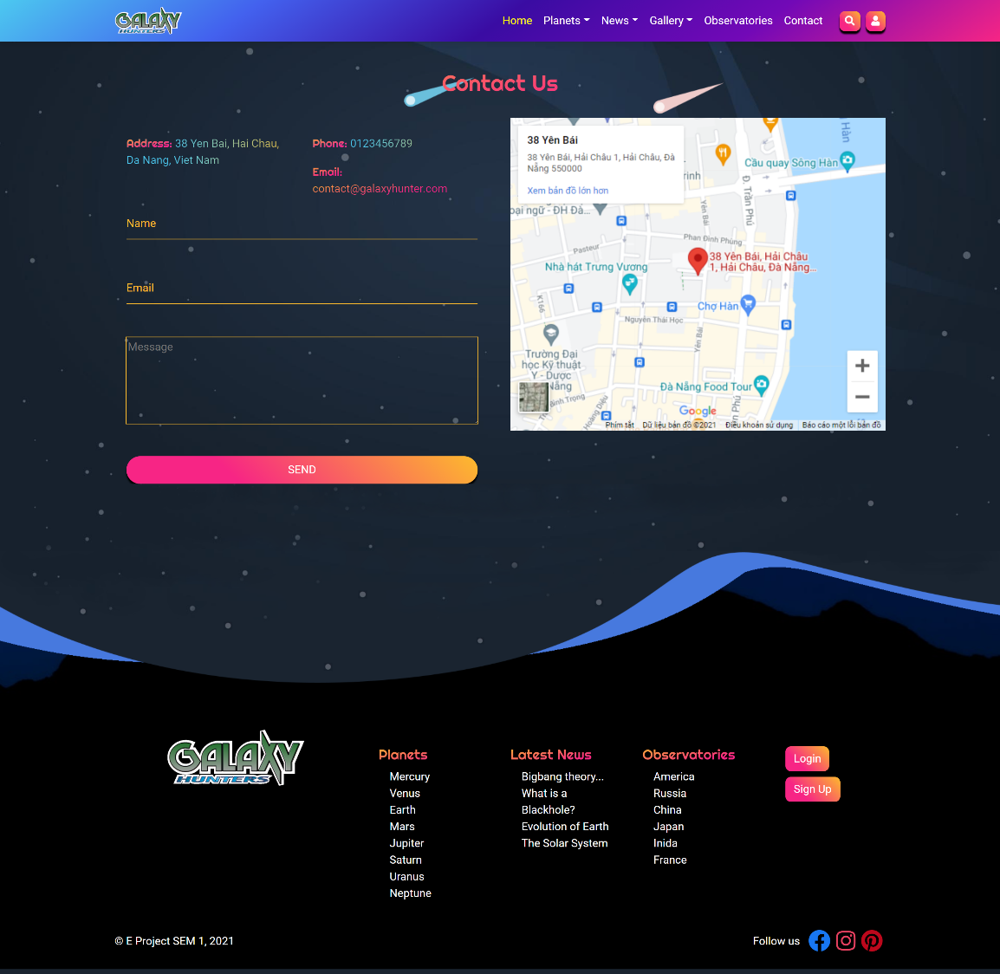 GALAXY
HUNTERS
Home Planets News Gallery Observatories Contact
Contact Us
Address: 38 Yen Bai, Hai Chau,
Da Nang, Viet Nam
Phone: 0123456789
Email:
contact@galaxyhunter.com
Name
Email
Message
SEND
38 Yên Bái
38 Yên Bái, Hải Châu 1, Hải Châu, Đà
Nẵng 550000
Xem bản đồ lớn hơn
Hàn
Cầu quay Sông Hàn
Đ. Trần Phú
Yên Bái
Phan Đình Phùng
Pasteur
38 Yên Bái, Hải Châu
1, Hải Châu, Đà Nẵng...
Nhà hát Trưng Vương
K166
Chợ Hàn
Nguyễn Thái Học
Yên Bái
Trường Đại
học Kỹ thuật
Y - Dược
Đà Nẵng Food Tour
Hoàng Diệu
Google
Phím tắt Dữ liệu bản đồ ©2021 Điều khoản sử dụng Báo cáo một lỗi bản đồ
GALAXY
HUNTERS
Planets
Mercury
Venus
Earth
Mars
Jupiter
Saturn
Uranus
Neptune
Latest News
Bigbang theory...
What is a
Blackhole?
Evolution of Earth
The Solar System
Observatories
America
Russia
China
Japan
Inida
France
Login
Sign Up
© E Project SEM 1, 2021
Follow us